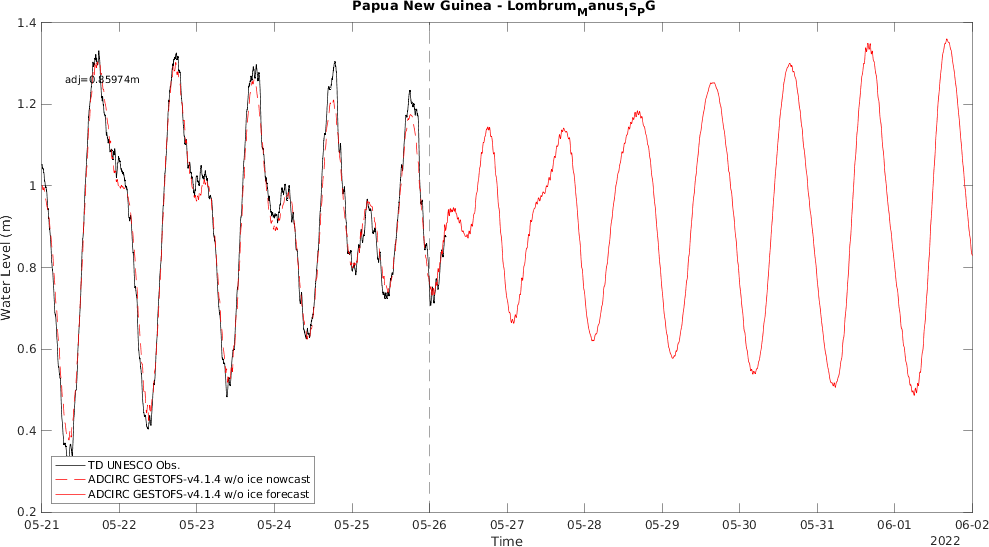 Papua New Guinea - LombrumManusIsPG
adj=0.85974m
Water Level (m)
1.4
1.2
1
0.8
0.6
0.4
0.2
TD UNESCO Obs.
ADCIRC GESTOFS-v4.1.4 w/o ice nowcast
ADCIRC GESTOFS-v4.1.4 w/o ice forecast
05-21 05-22 05-23 05-24 05-25 05-26 05-27 05-28 05-29 05-30 05-31 06-01 06-02
Time
2022